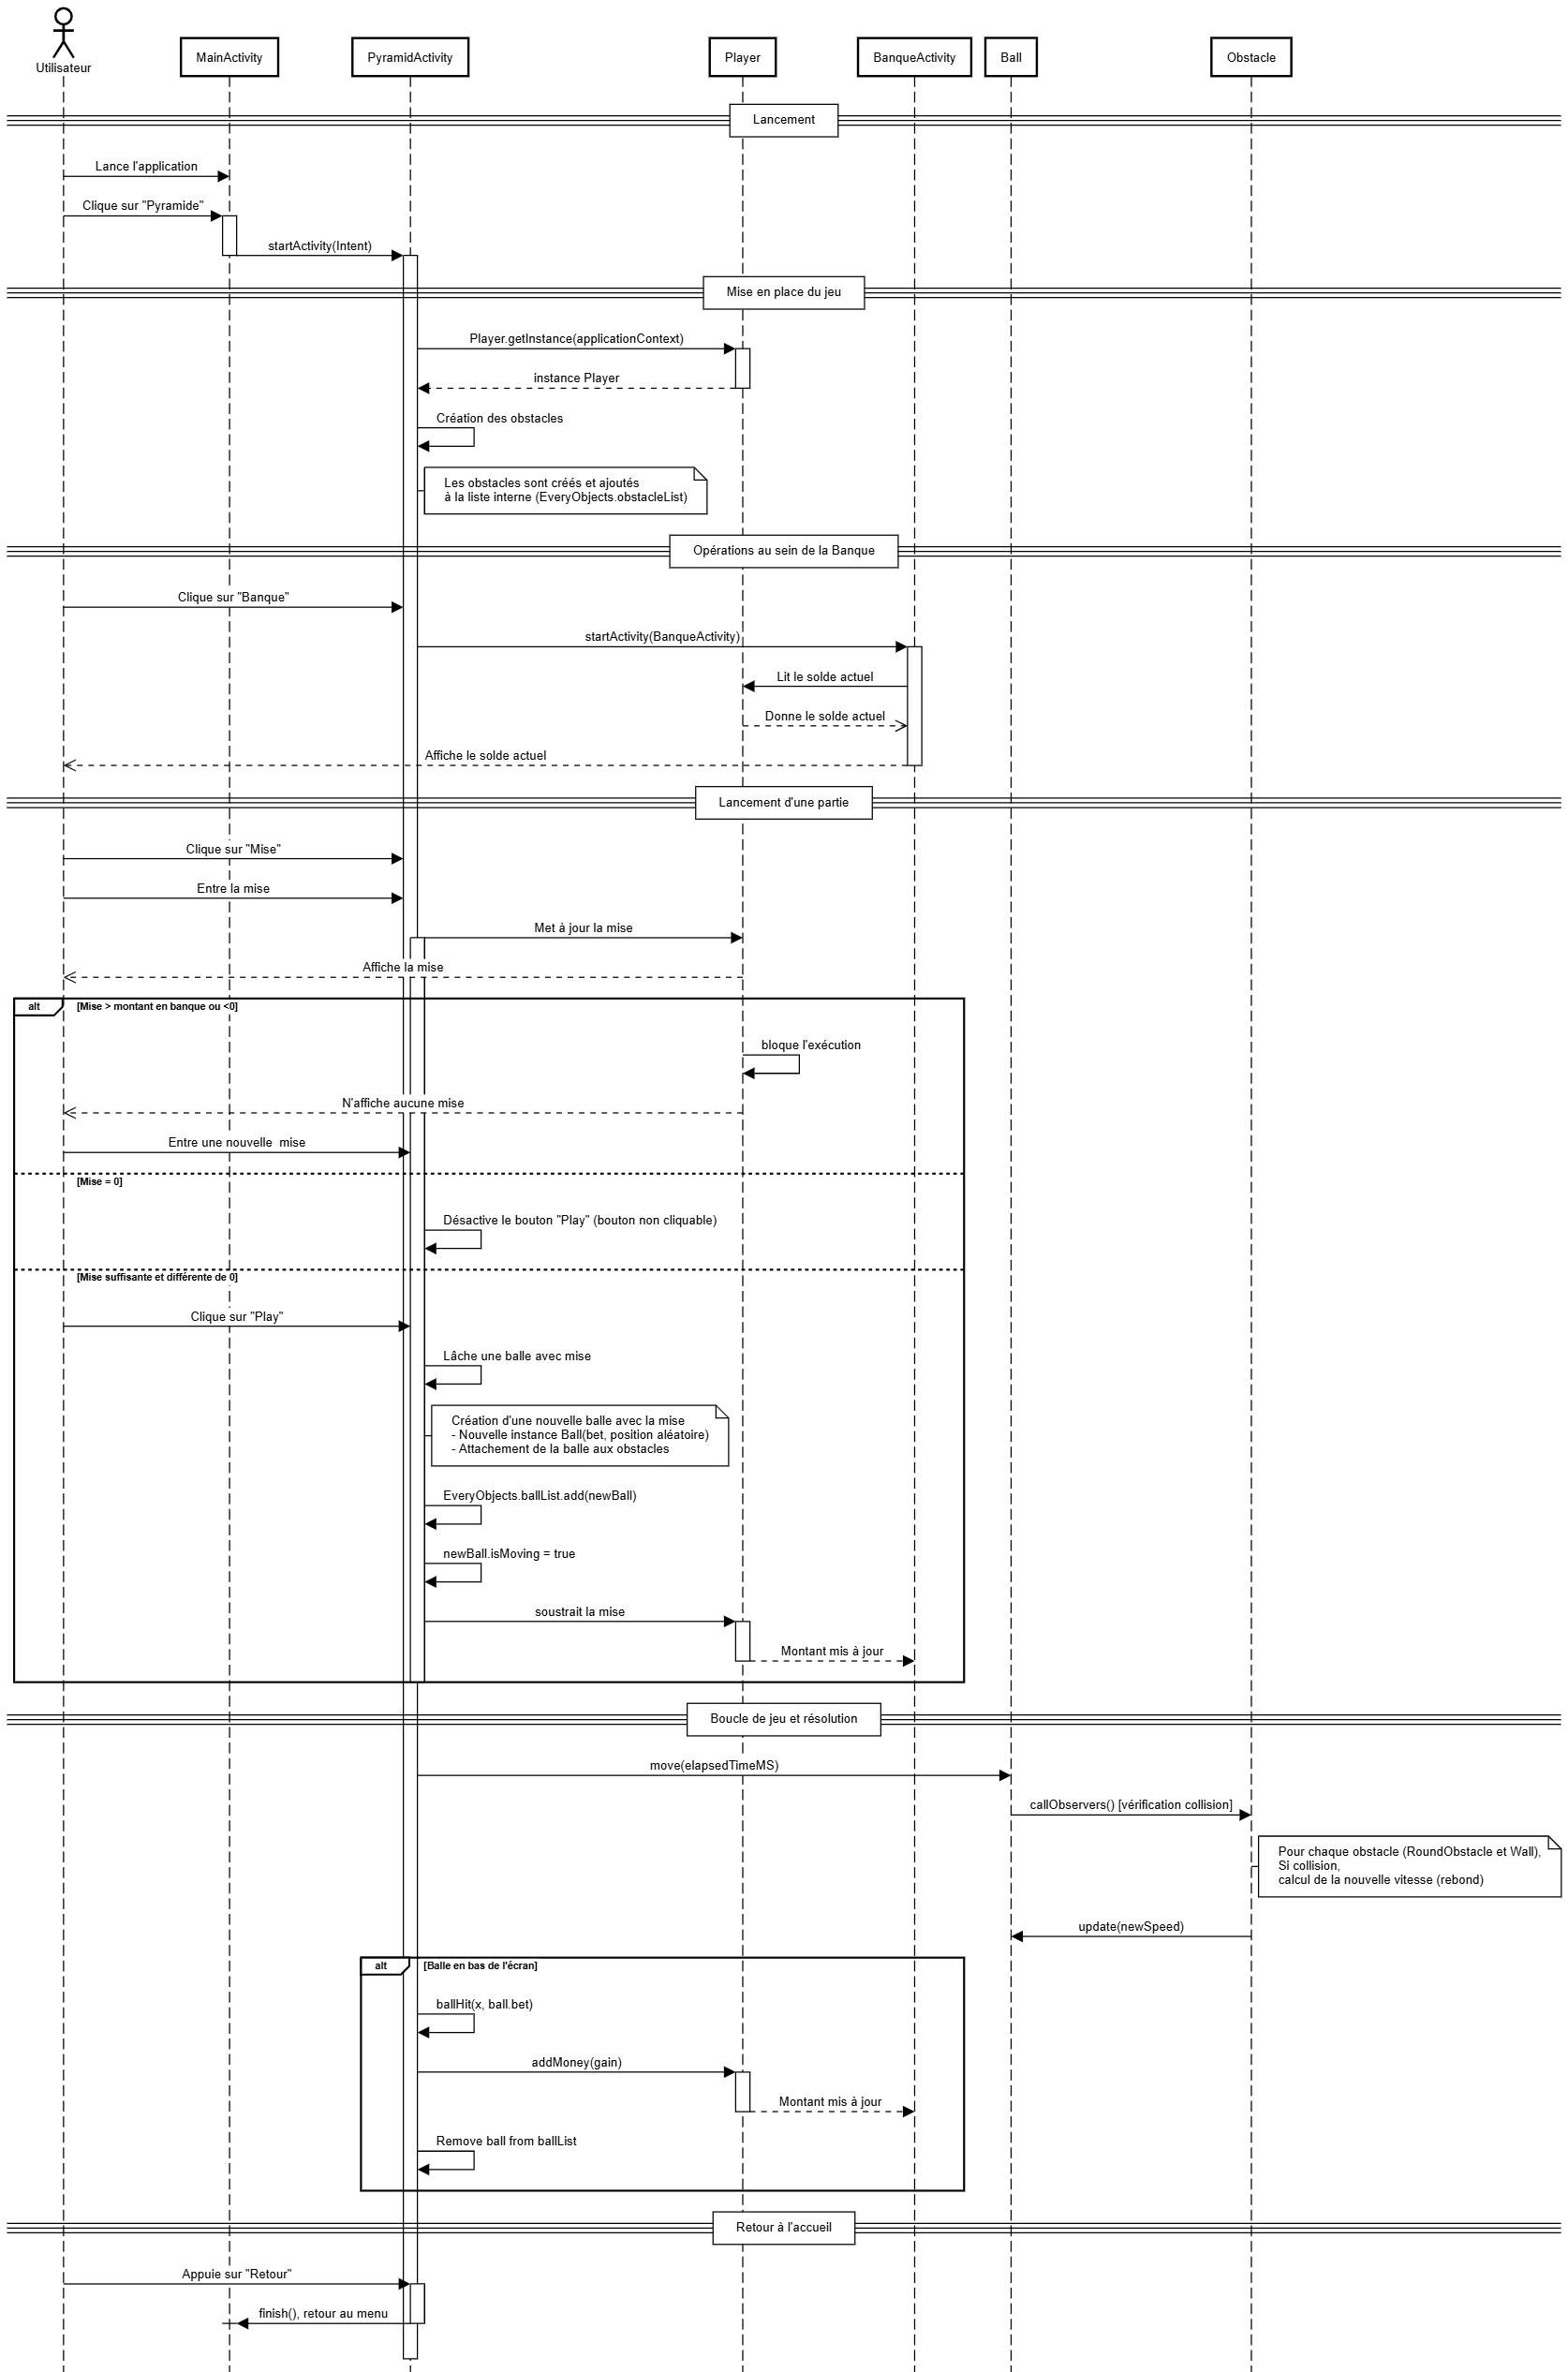 Utilisateur
MainActivity
PyramidActivity
Player
BanqueActivity
Ball
Obstacle
Lancement
Lance l'application
Clique sur "Pyramide"
startActivity(Intent)
Mise en place du jeu
Player.getInstance(applicationContext)
instance Player
Création des obstacles
Les obstacles sont créés et ajoutés
à la liste interne (EveryObjects.obstacleList)
Opérations au sein de la Banque
Clique sur "Banque"
startActivity(BanqueActivity)
Lit le solde actuel
Donne le solde actuel
Affiche le solde actuel
Lancement d'une partie
Clique sur "Mise"
Entre la mise
Met à jour la mise
Affiche la mise
alt
[Mise > montant en banque ou <0]
bloque l'exécution
N'affiche aucune mise
Entre une nouvelle  mise
[Mise = 0]
Désactive le bouton "Play" (bouton non cliquable)
[Mise suffisante et différente de 0]
Clique sur "Play"
Lâche une balle avec mise
Création d'une nouvelle balle avec la mise
- Nouvelle instance Ball(bet, position aléatoire)
- Attachement de la balle aux obstacles
EveryObjects.ballList.add(newBall)
newBall.isMoving = true
soustrait la mise
Montant mis à jour
Boucle de jeu et résolution
move(elapsedTimeMS)
callObservers() [vérification collision]
Pour chaque obstacle (RoundObstacle et Wall),
Si collision,
calcul de la nouvelle vitesse (rebond)
update(newSpeed)
alt
[Balle en bas de l'écran]
ballHit(x, ball.bet)
addMoney(gain)
Montant mis à jour
Remove ball from ballList
Retour à l'accueil
Appuie sur "Retour"
finish(), retour au menu